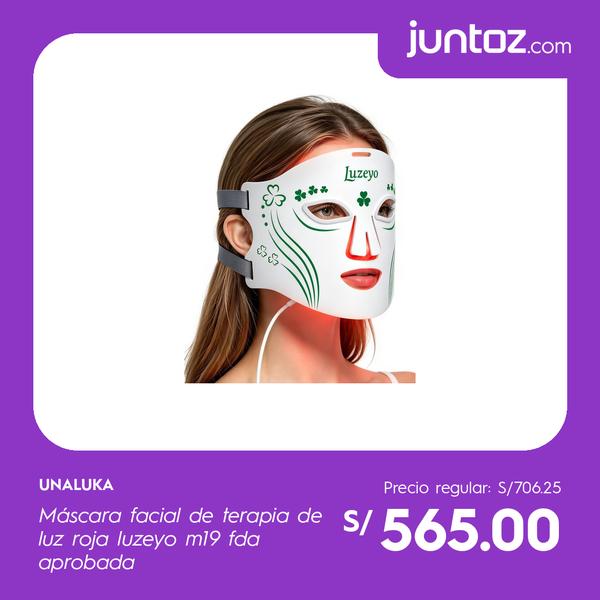 juntoz.com
Luzeyo
UNALUKA
Máscara facial de terapia de
luz roja luzeyo m19 fda
aprobada
Precio regular: S/706.25
S/ 565.00